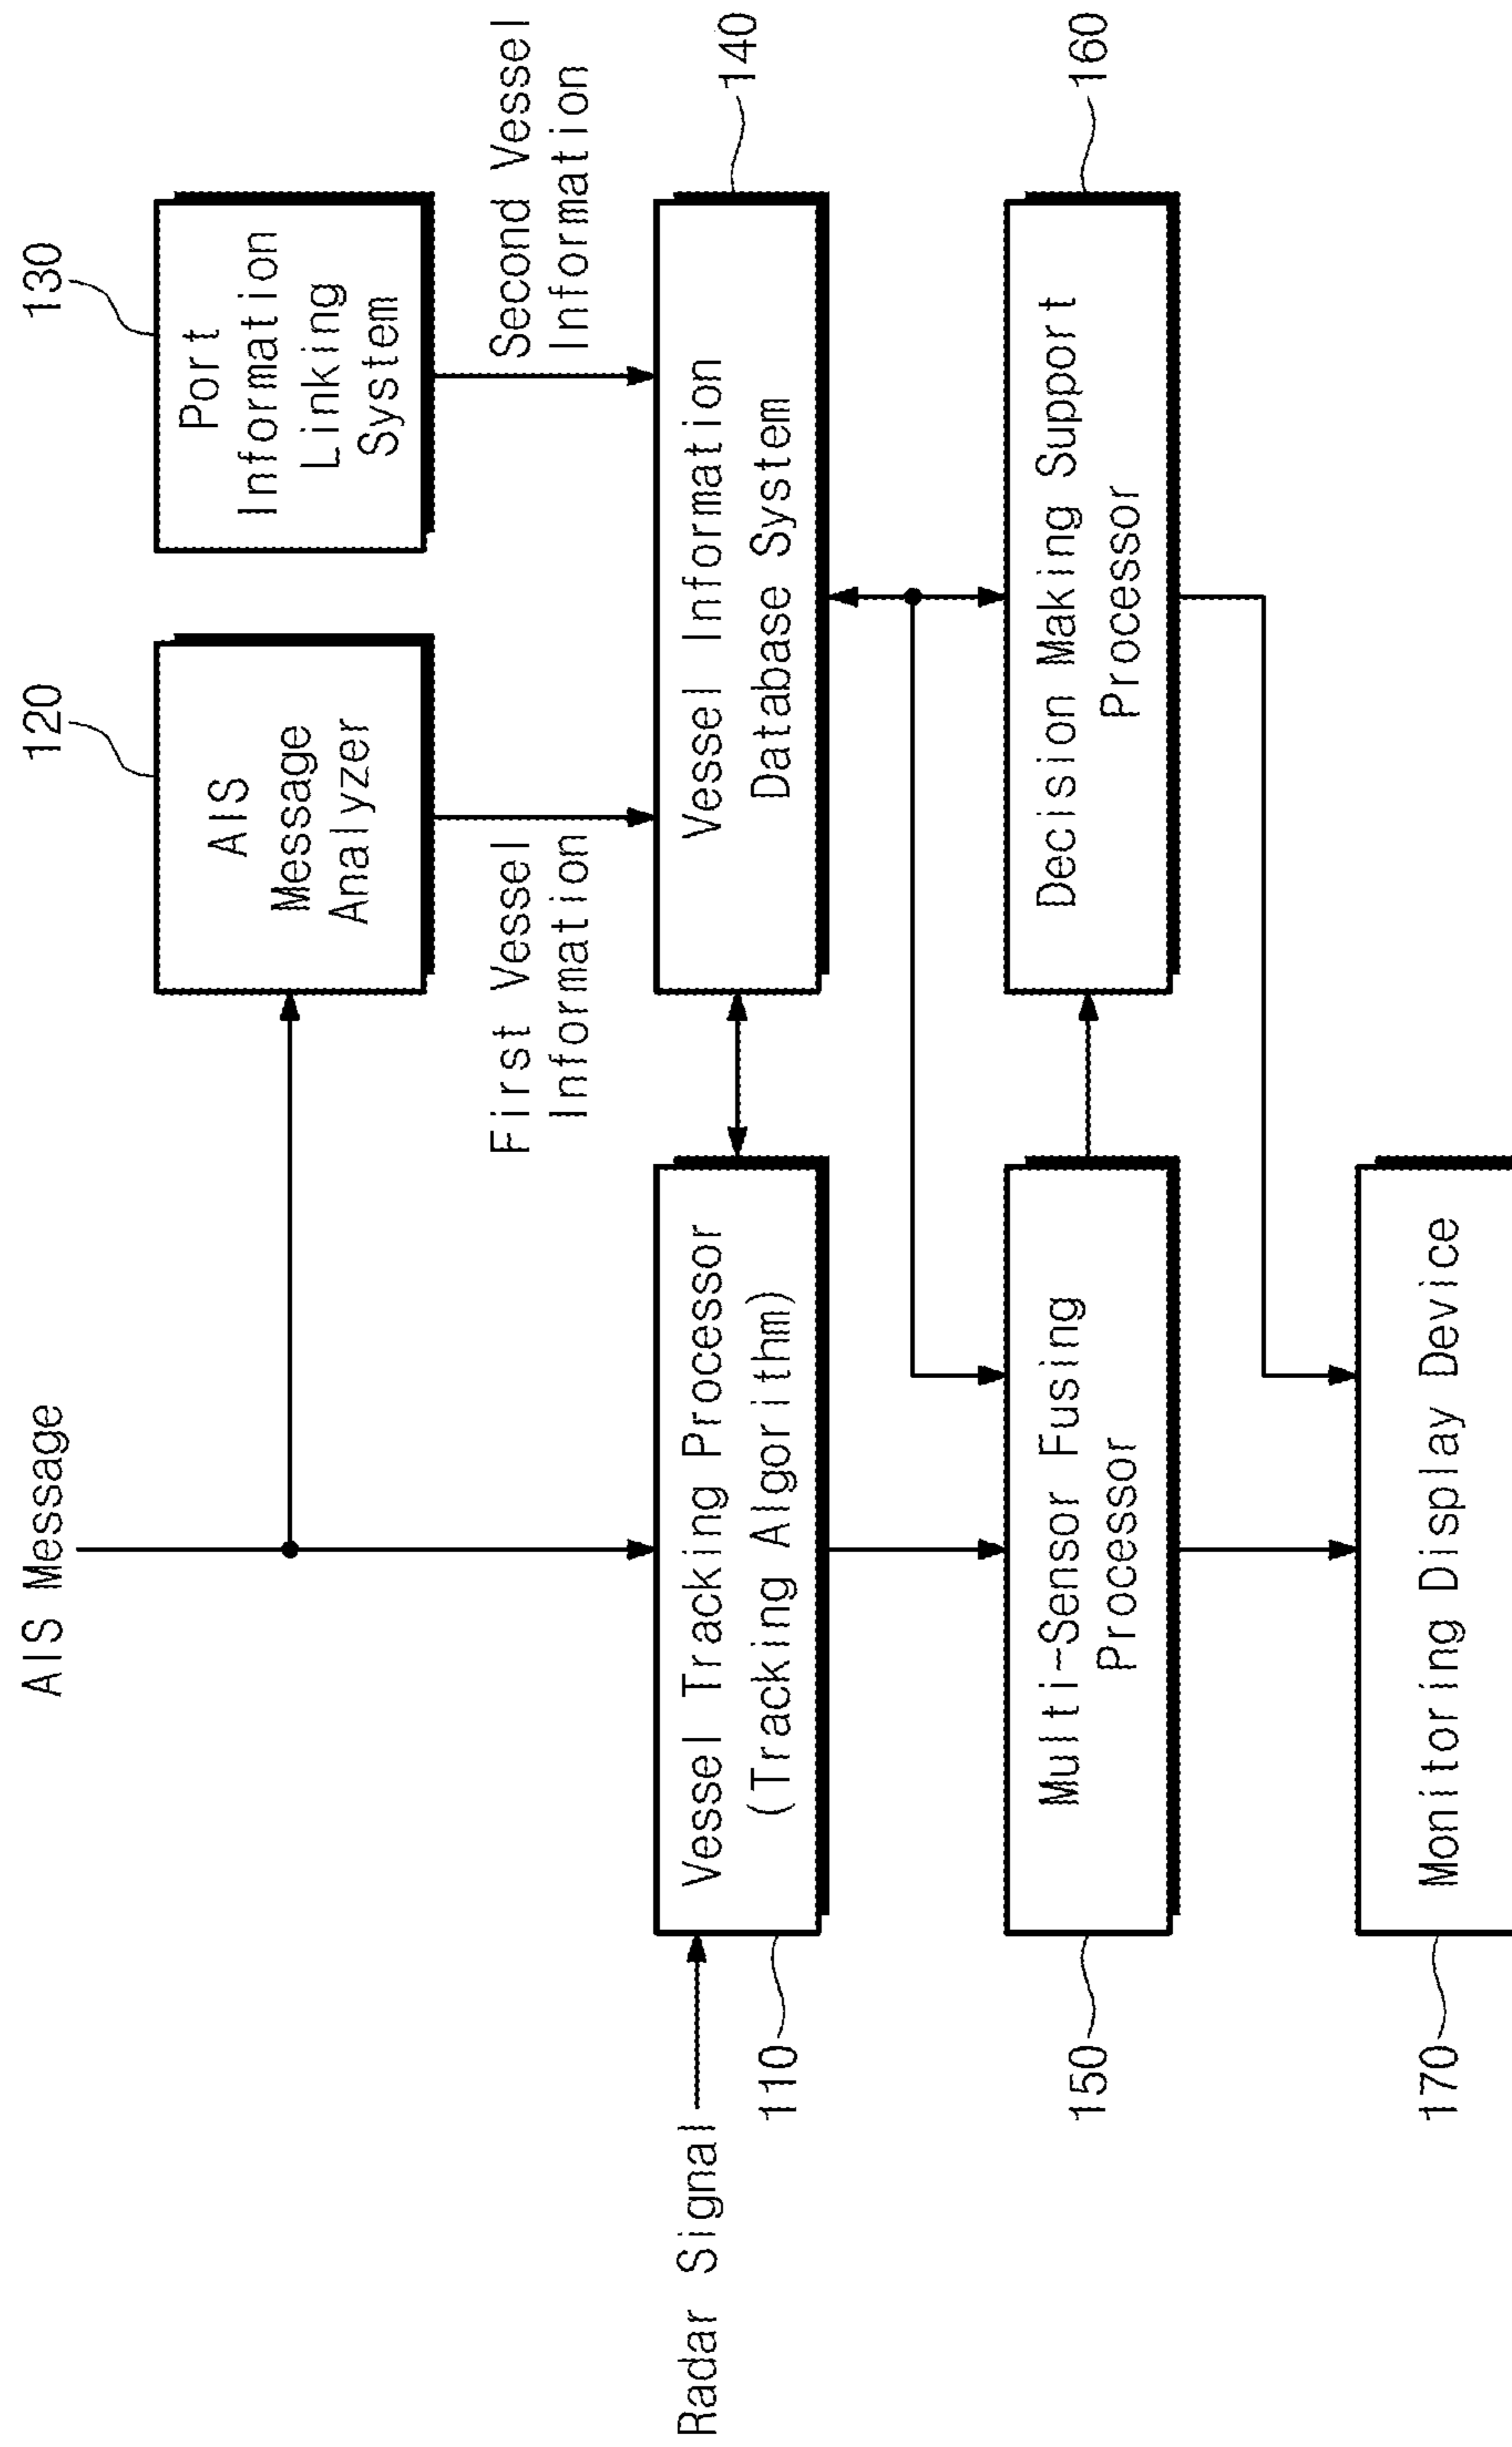 AIS Message
120
130
AIS
Message
Analyzer
Port
Information
Linking
System
First Vessel
Information
Second Vessel
Information
Radar Signal
Vessel Tracking Processor
(Tracking Algorithm)
110
Vessel Information
Database System
140
Multi-Sensor Fusing
Processor
150
Decision Making Support
Processor
160
Monitoring Display Device
170